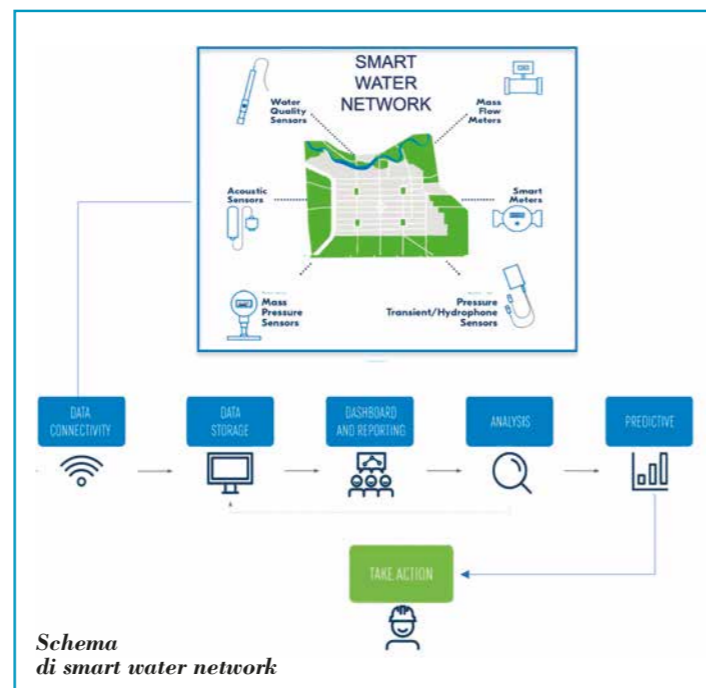 SMART
WATER
NETWORK
Water
Quality
Sensors
Mass
Flow
Meters
Acoustic
Sensors
Smart
Meters
Mass
Pressure
Sensors
Pressure
Transient/Hydrophone
Sensors
DATA
CONNECTIVITY
DATA
STORAGE
DASHBOARD
AND REPORTING
ANALYSIS
PREDICTIVE
TAKE ACTION
Schema
di smart water network